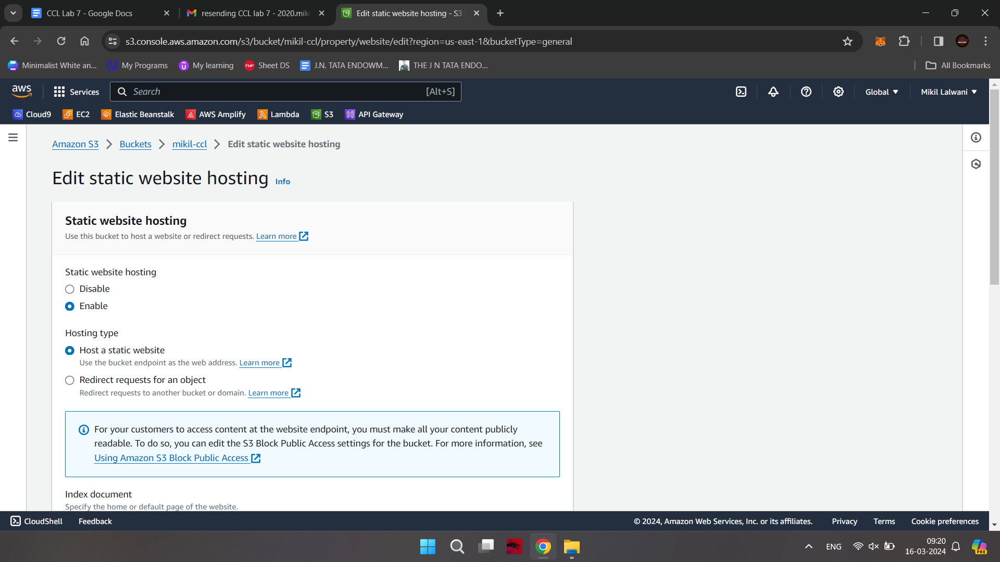 CCL Lab 7 - Google Docs
resending CCL lab 7 - 2020.mik
Edit static website hosting - S3
s3.console.aws.amazon.com/s3/bucket/mikil-ccl/property/website/edit?region=us-east-1&bucketType=general
Minimalist White an...
My Programs
My learning
TUF
Sheet DS
J.N. TATA ENDOWM...
THE J N TATA ENDO...
All Bookmarks
aws
Services
Search
[Alt+S]
Global
Mikil Lalwani
Cloud9
EC2
Elastic Beanstalk
AWS Amplify
Lambda
S3
API Gateway
Amazon S3
Buckets
mikil-ccl
Edit static website hosting
Edit static website hosting Info
Static website hosting
Use this bucket to host a website or redirect requests. Learn more
Static website hosting
Disable
Enable
Hosting type
Host a static website
Use the bucket endpoint as the web address. Learn more
Redirect requests for an object
Redirect requests to another bucket or domain. Learn more
For your customers to access content at the website endpoint, you must make all your content publicly
readable. To do so, you can edit the S3 Block Public Access settings for the bucket. For more information, see
Using Amazon S3 Block Public Access
Index document
Specify the home or default page of the website.
CloudShell
Feedback
© 2024, Amazon Web Services, Inc. or its affiliates.
Privacy
Terms
Cookie preferences
ENG
09:20
16-03-2024
PRE